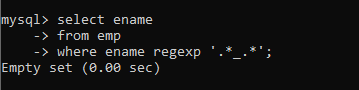 mysql> select ename
    -> from emp
    -> where ename regexp '.*_.*';
Empty set (0.00 sec)